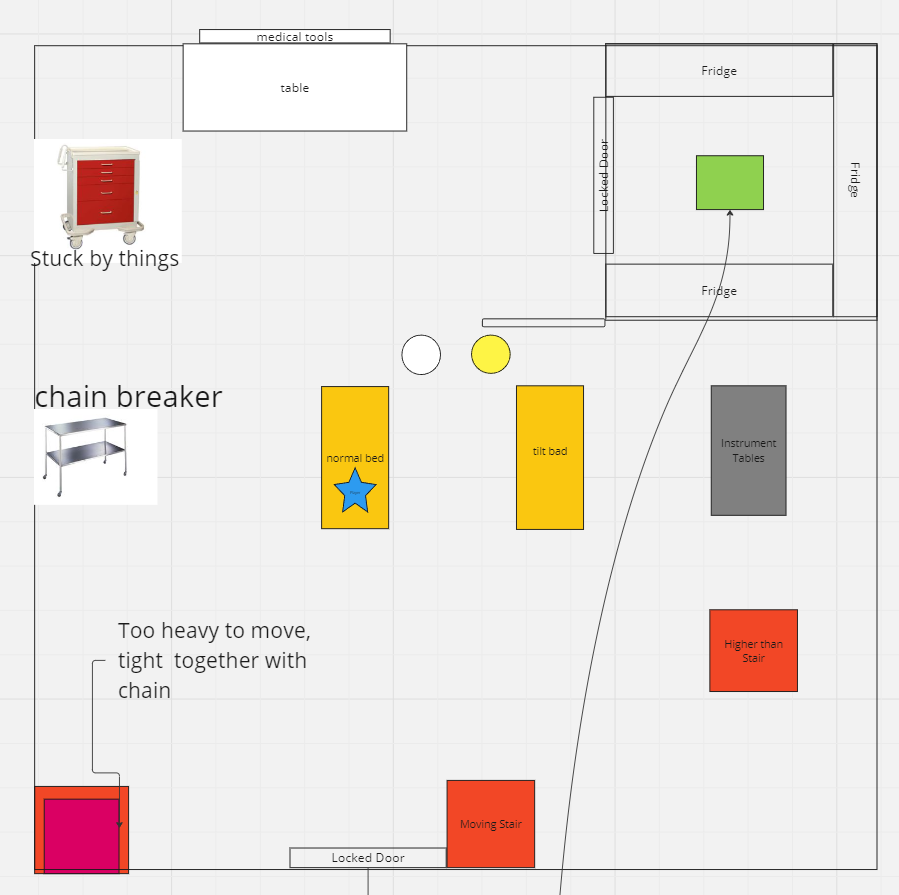 medical tools
table
Fridge
Locked Door
Fridge
Stuck by things
Fridge
chain breaker
normal bed
tilt bad
Instrument
Tables
Too heavy to move,
tight together with
chain
Higher than
Stair
Moving Stair
Locked Door